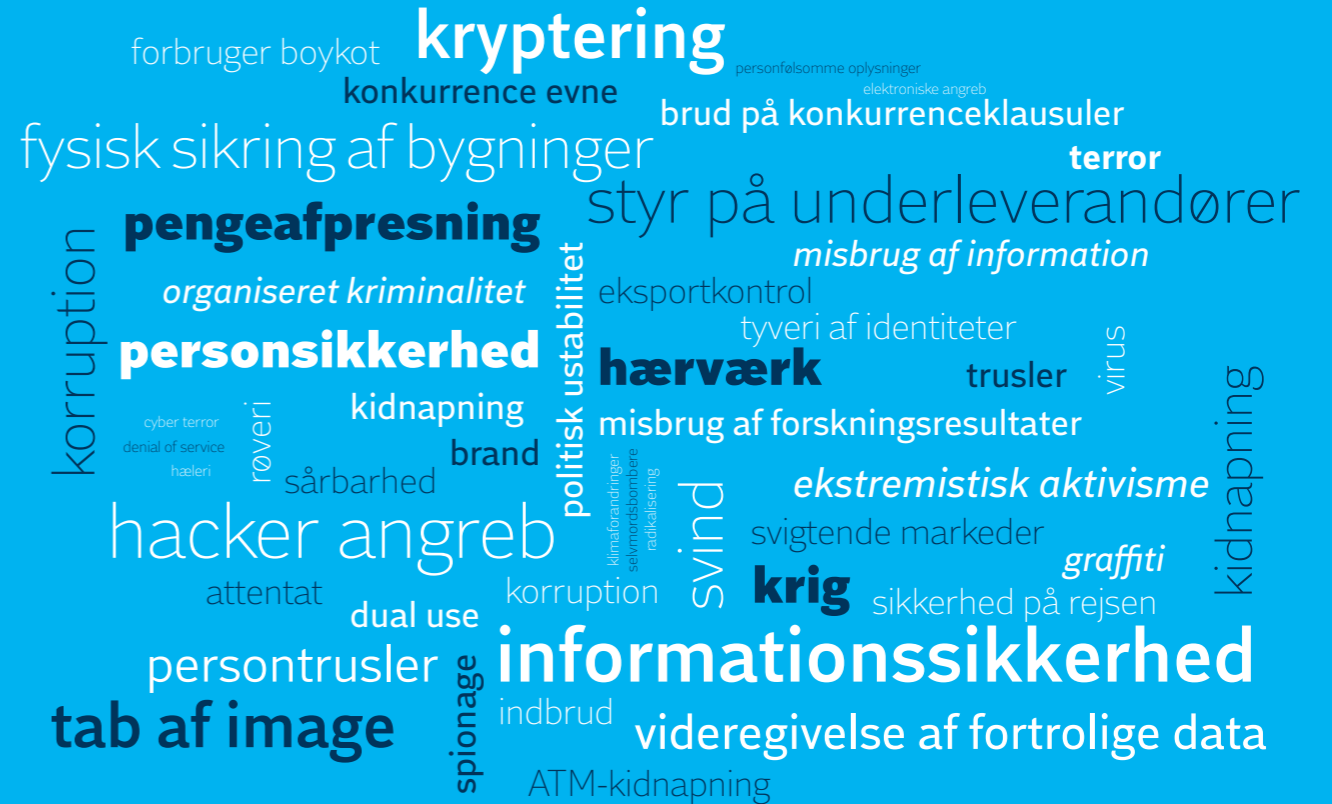 forbruger boykot
kryptering
personfølsomme oplysninger
konkurrence evne
elektroniske angreb
brud på konkurrenceklausuler
fysisk sikring af bygninger
terror
styr på underleverandører
pengeafpresning
misbrug af information
korruption
organiseret kriminalitet
politisk ustabilitet
eksportkontrol
tyveri af identiteter
personsikkerhed
hærværk
trusler
virus
kidnapning
kidnapning
misbrug af forskningsresultater
cyber terror
denial of service
hæleri
røveri
brand
sårbarhed
klimaforandringer
selvmordsbombere
radikalisering
svind
ekstremistisk aktivisme
hacker angreb
svigtende markeder
graffiti
attentat
korruption
krig
sikkerhed på rejsen
dual use
persontrusler
spionage
informationssikkerhed
tab af image
indbrud
videregivelse af fortrolige data
ATM-kidnapning